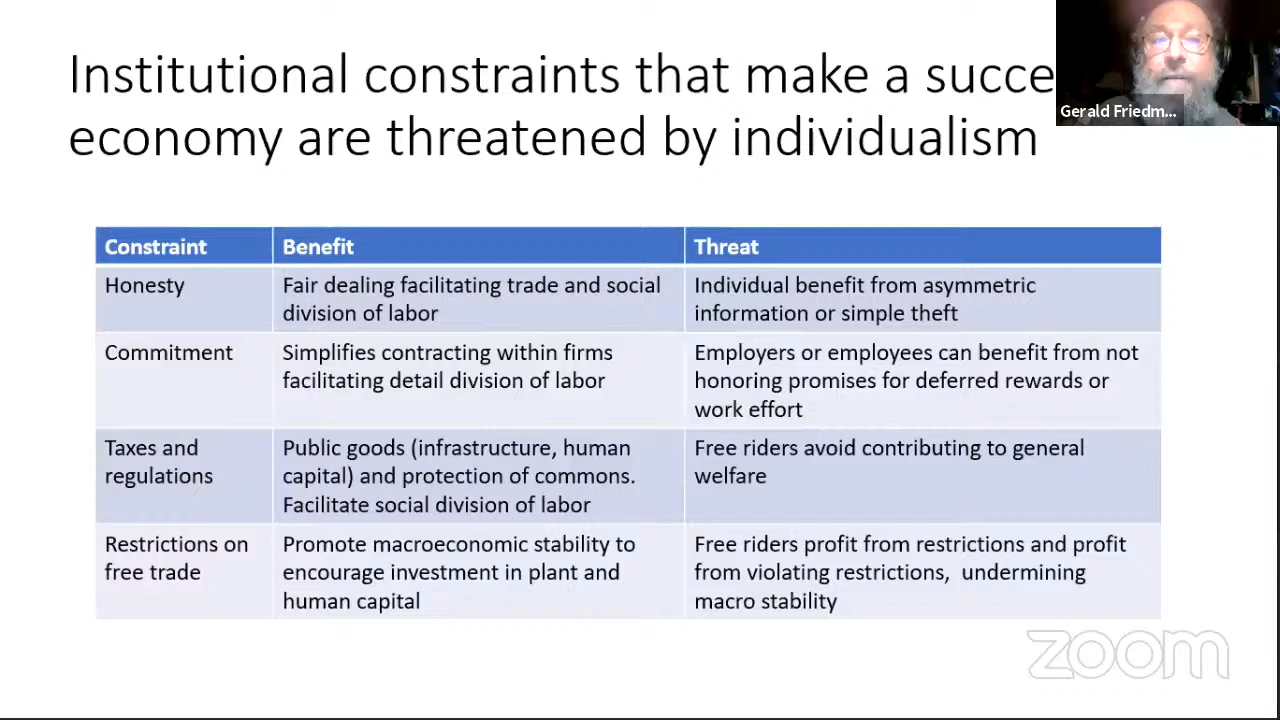 Institutional constraints that make a succe
economy are threatened by individualism
Gerald Friedm...
Constraint
Benefit
Threat
Honesty
Fair dealing facilitating trade and social
division of labor
Individual benefit from asymmetric
information or simple theft
Commitment
Simplifies contracting within firms
facilitating detail division of labor
Employers or employees can benefit from not
honoring promises for deferred rewards or
work effort
Taxes and
regulations
Public goods (infrastructure, human
capital) and protection of commons.
Facilitate social division of labor
Free riders avoid contributing to general
welfare
Restrictions on
free trade
Promote macroeconomic stability to
encourage investment in plant and
human capital
Free riders profit from restrictions and profit
from violating restrictions, undermining
macro stability
zoom